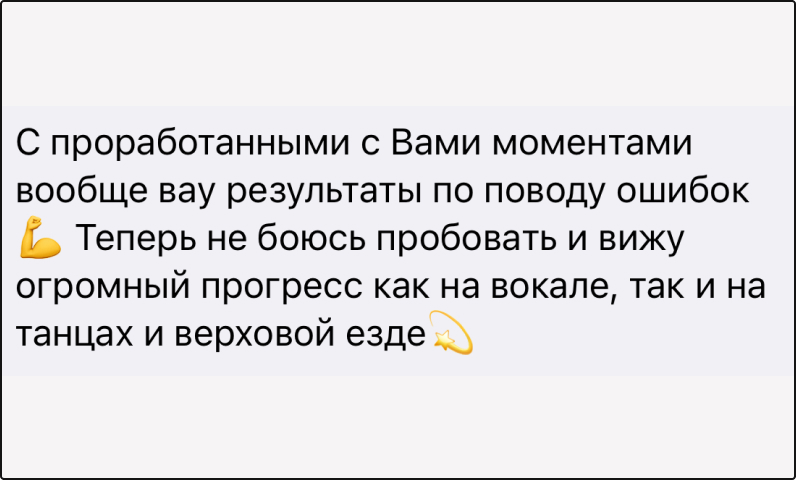 С проработанными с Вами моментами
вообще вау результаты по поводу ошибок
💪 Теперь не боюсь пробовать и вижу
огромный прогресс как на вокале, так и на
танцах и верховой езде💫